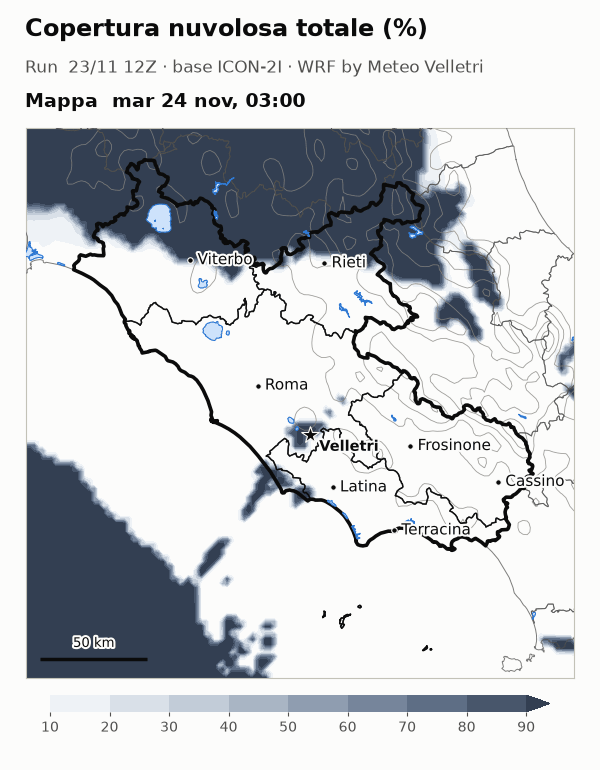 Copertura nuvolosa totale (%)
Run 23/11 12Z · base ICON-2I · WRF by Meteo Velletri
Mappa mar 24 nov, 03:00
Viterbo
Rieti
Roma
Velletri
Frosinone
Latina
Cassino
Terracina
50 km
10 20 30 40 50 60 70 80 90